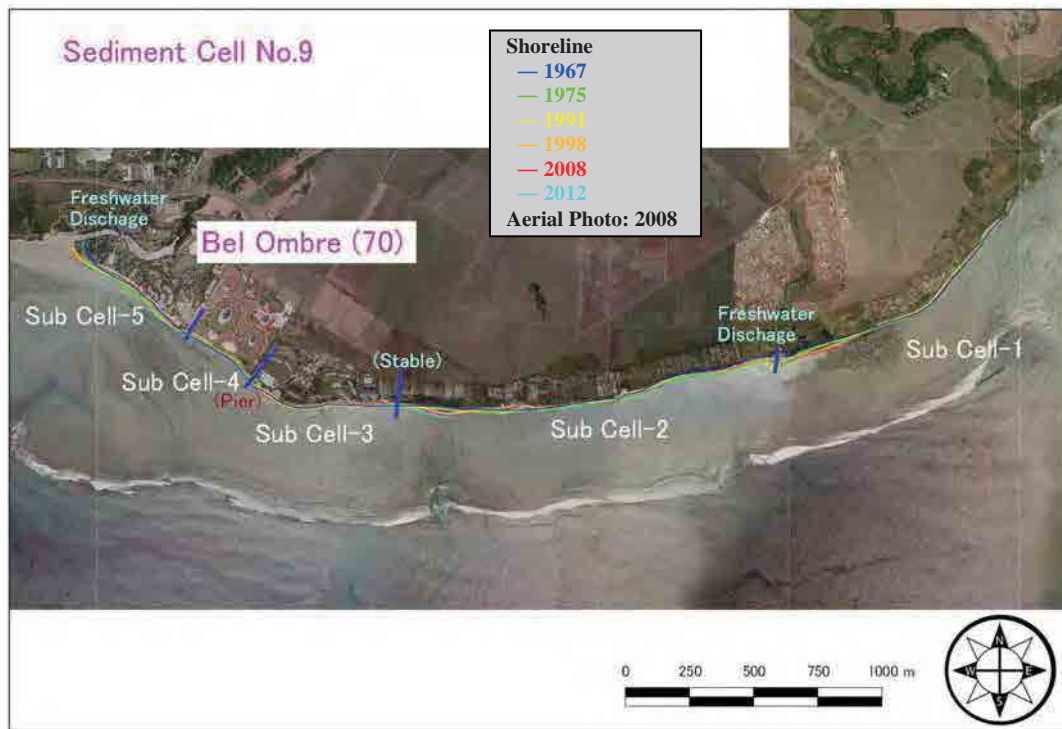 Sediment Cell No.9
Shoreline
— 1967
— 1975
— 1991
— 1998
— 2008
— 2012
Aerial Photo: 2008
Freshwater
Dischage
Bel Ombre (70)
Sub Cell-5
Sub Cell-4
(Pier)
(Stable)
Sub Cell-3
Sub Cell-2
Freshwater
Dischage
Sub Cell-1
0 250 500 750 1000 m
N
W E
S